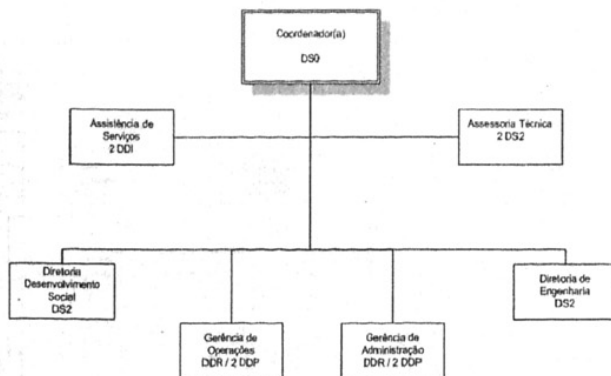 Coordenador(a)
DS0
Assistência de
Serviços
2 DDI
Assessoria Técnica
2 DS2
Diretoria
Desenvolvimento
Social
DS2
Gerência de
Operações
DDR / 2 DDP
Gerência de
Administração
DDR / 2 DDP
Diretoria de
Engenharia
DS2